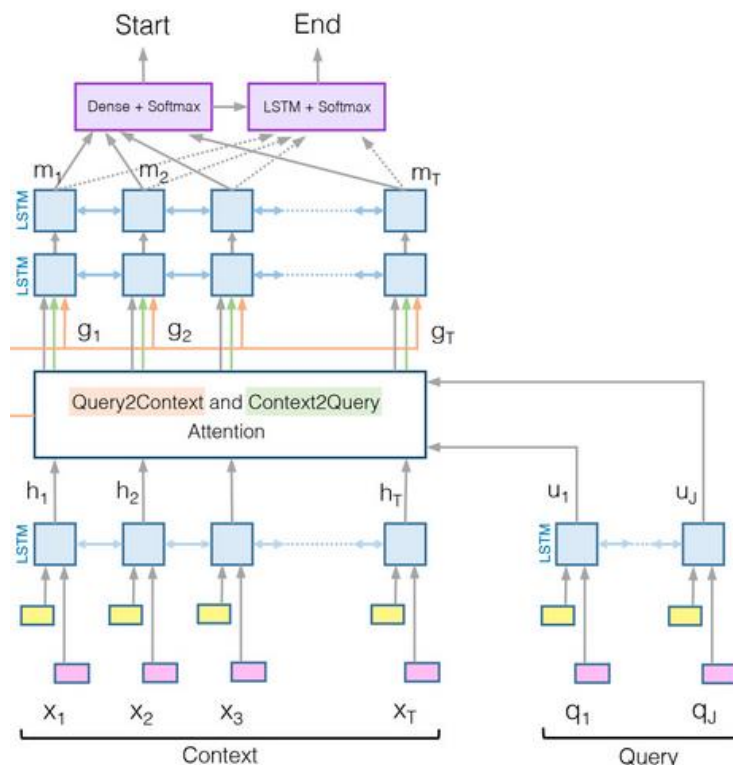 Start End
Dense + Softmax LSTM + Softmax
m1 m2 mT
LSTM
LSTM
g1 g2 gT
Query2Context and Context2Query
Attention
h1 h2 hT u1 uJ
LSTM LSTM
x1 x2 x3 xT q1 qJ
Context Query